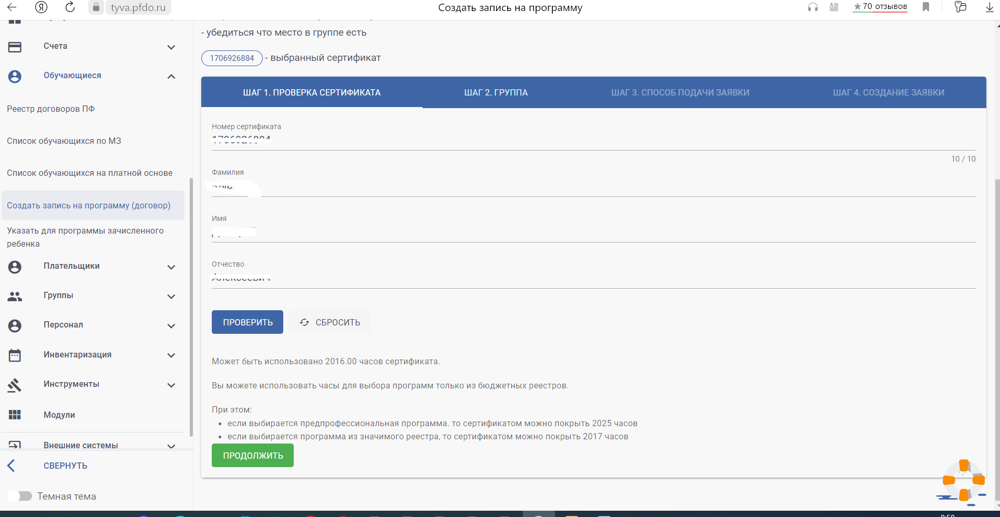 tyva.pfdo.ru
Создать запись на программу
70 отзывов
- убедиться что место в группе есть
Счета
1706926884 - выбранный сертификат
Обучающиеся
ШАГ 1. ПРОВЕРКА СЕРТИФИКАТА
ШАГ 2. ГРУППА
ШАГ 3. СПОСОБ ПОДАЧИ ЗАЯВКИ
ШАГ 4. СОЗДАНИЕ ЗАЯВКИ
Реестр договоров ПФ
Список обучающихся по МЗ
Список обучающихся на платной основе
Создать запись на программу (договор)
Указать для программы зачисленного
ребенка
Плательщики
Группы
Персонал
Инвентаризация
Инструменты
Модули
Внешние системы
СВЕРНУТЬ
Темная тема
Номер сертификата
10 / 10
Фамилия
Имя
Отчество
ПРОВЕРИТЬ
СБРОСИТЬ
Может быть использовано 2016.00 часов сертификата.
Вы можете использовать часы для выбора программ только из бюджетных реестров.
При этом:
если выбирается предпрофессиональная программа. то сертификатом можно покрыть 2025 часов
если выбирается программа из значимого реестра, то сертификатом можно покрыть 2017 часов
ПРОДОЛЖИТЬ